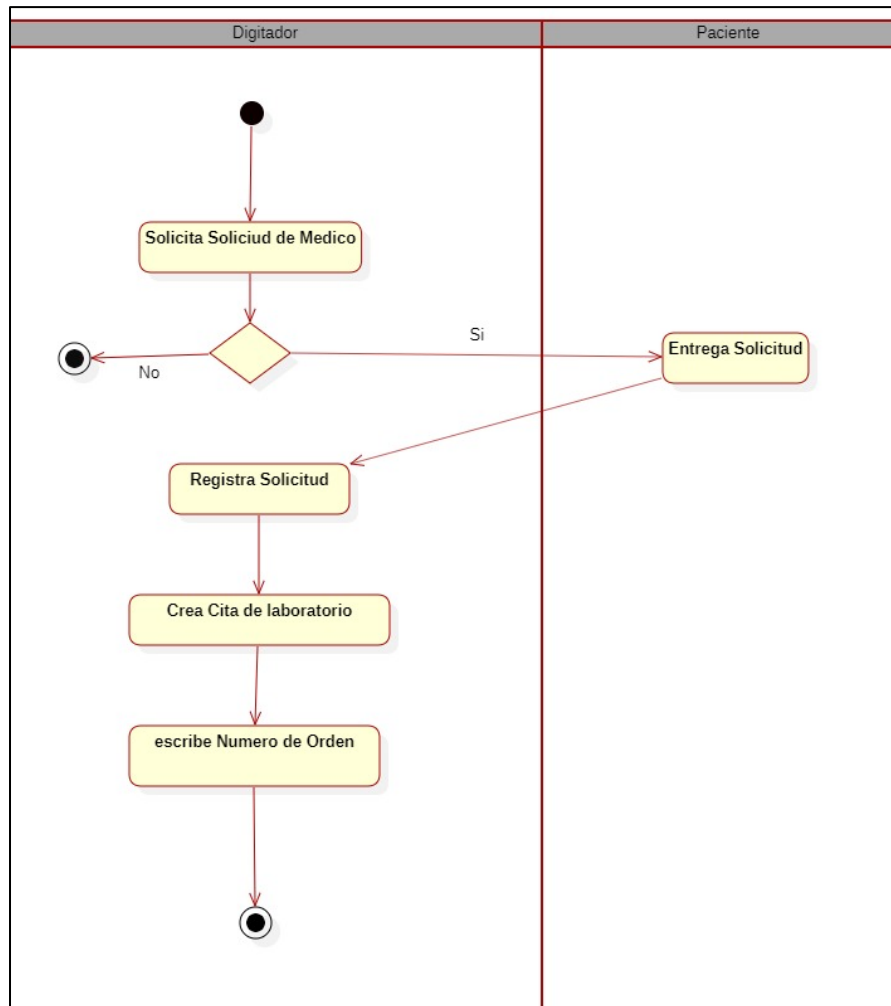 Digitador
Paciente
Solicita Soliciud de Medico
Si
No
Entrega Solicitud
Registra Solicitud
Crea Cita de laboratorio
escribe Numero de Orden